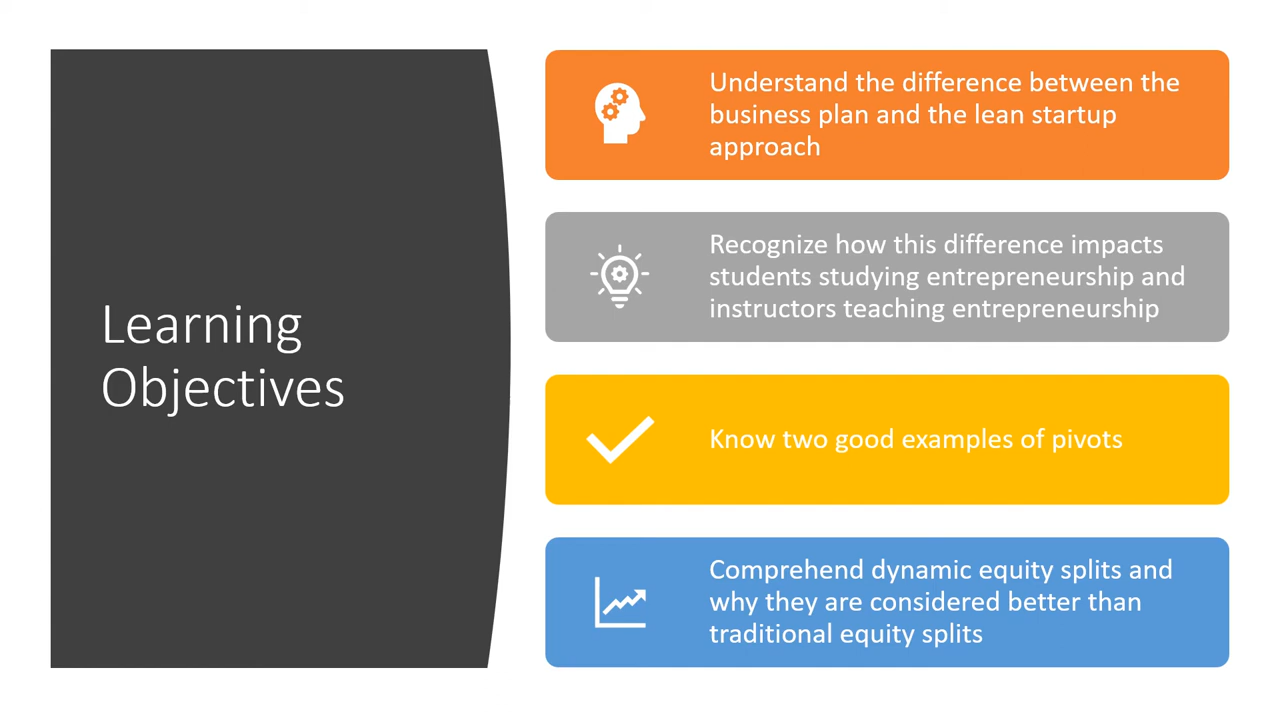 Learning
Objectives
Understand the difference between the
business plan and the lean startup
approach
Recognize how this difference impacts
students studying entrepreneurship and
instructors teaching entrepreneurship
Know two good examples of pivots
Comprehend dynamic equity splits and
why they are considered better than
traditional equity splits